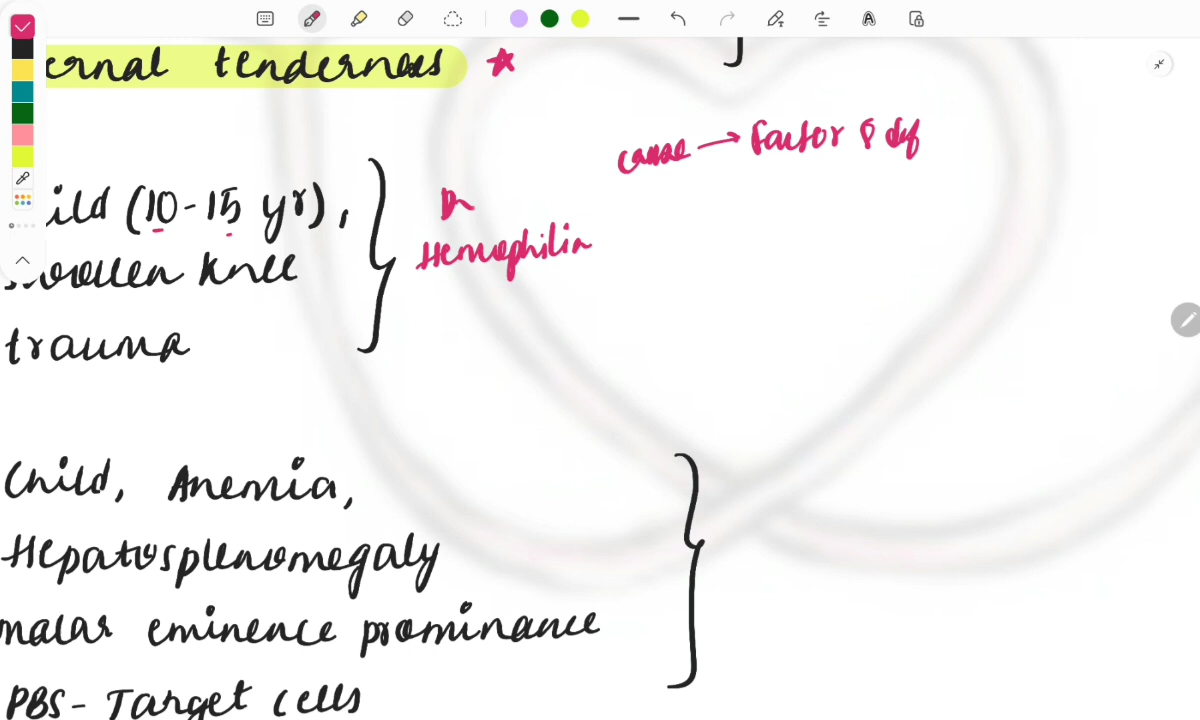 ernal tenderness
cause → Factor 8 def
ild (10-15 yr),
swollen knee
trauma
Hemophilia
Child, Anemia,
Hepatosplenomegaly
malar eminence prominance
PBS - Target cells